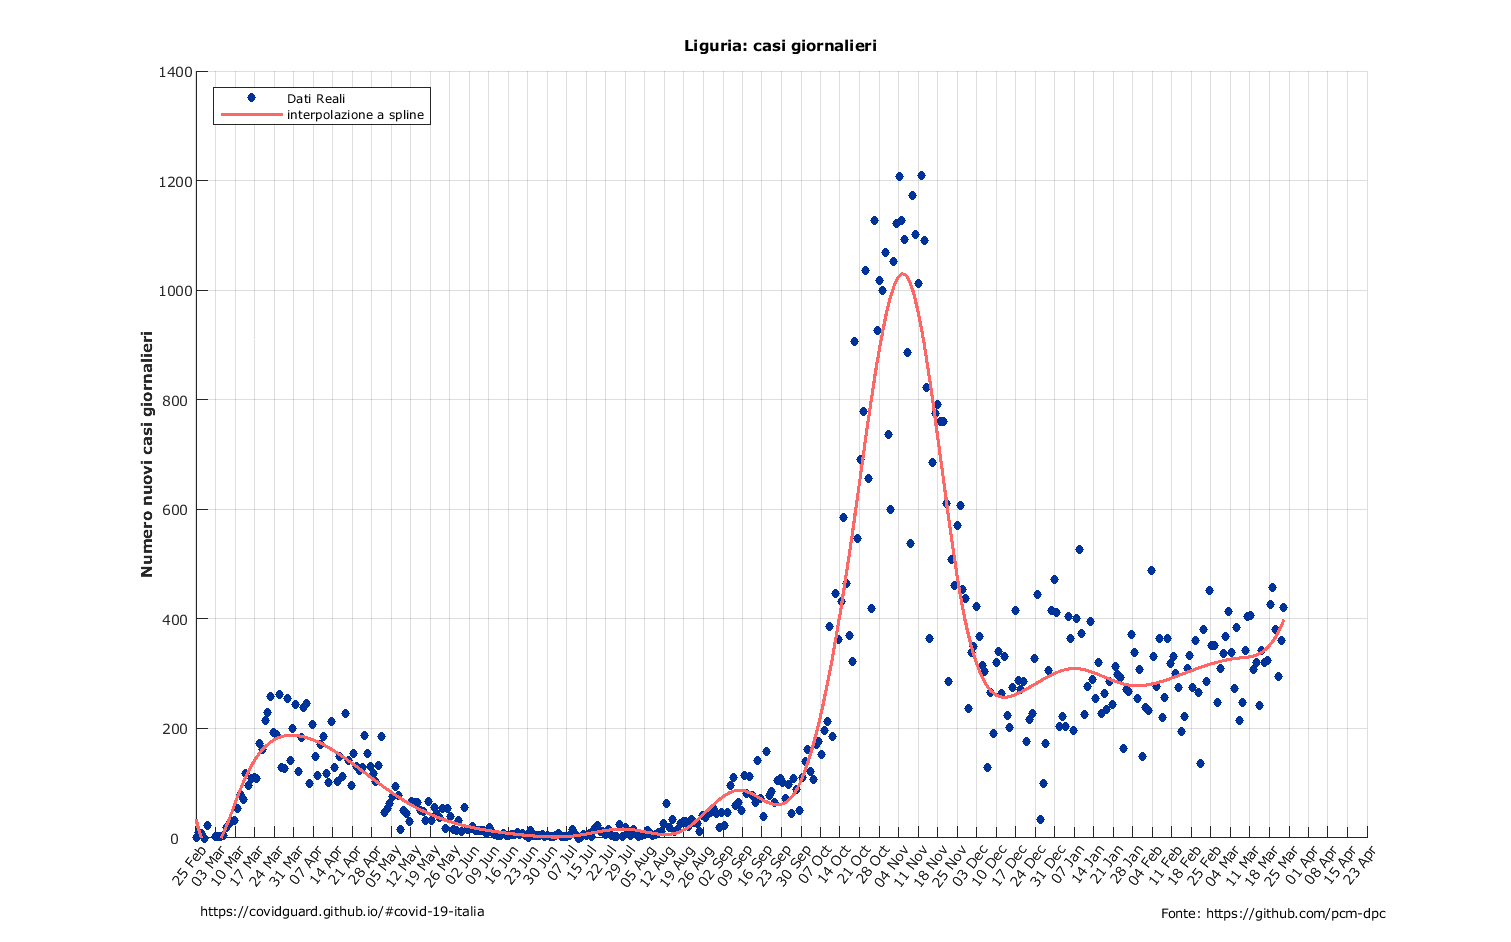 Liguria: casi giornalieri
Numero nuovi casi giornalieri
1400
1200
1000
800
600
400
200
0
Dati Reali
interpolazione a spline
25 Feb
03 Mar
10 Mar
17 Mar
24 Mar
31 Mar
07 Apr
14 Apr
21 Apr
28 Apr
05 May
12 May
19 May
26 May
02 Jun
09 Jun
16 Jun
23 Jun
30 Jun
07 Jul
15 Jul
22 Jul
29 Jul
05 Aug
12 Aug
19 Aug
26 Aug
02 Sep
09 Sep
16 Sep
23 Sep
30 Sep
07 Oct
14 Oct
21 Oct
28 Oct
04 Nov
11 Nov
18 Nov
25 Nov
03 Dec
10 Dec
17 Dec
24 Dec
31 Dec
07 Jan
14 Jan
21 Jan
28 Jan
04 Feb
11 Feb
18 Feb
25 Feb
04 Mar
11 Mar
18 Mar
25 Mar
01 Apr
08 Apr
15 Apr
23 Apr
https://covidguard.github.io/#covid-19-italia
Fonte: https://github.com/pcm-dpc